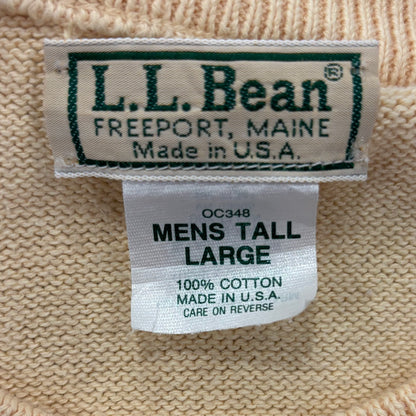 L.L.Bean®
FREEPORT, MAINE
Made in U.S.A.
OC348
MENS TALL
LARGE
100% COTTON
MADE IN U.S.A.
CARE ON REVERSE